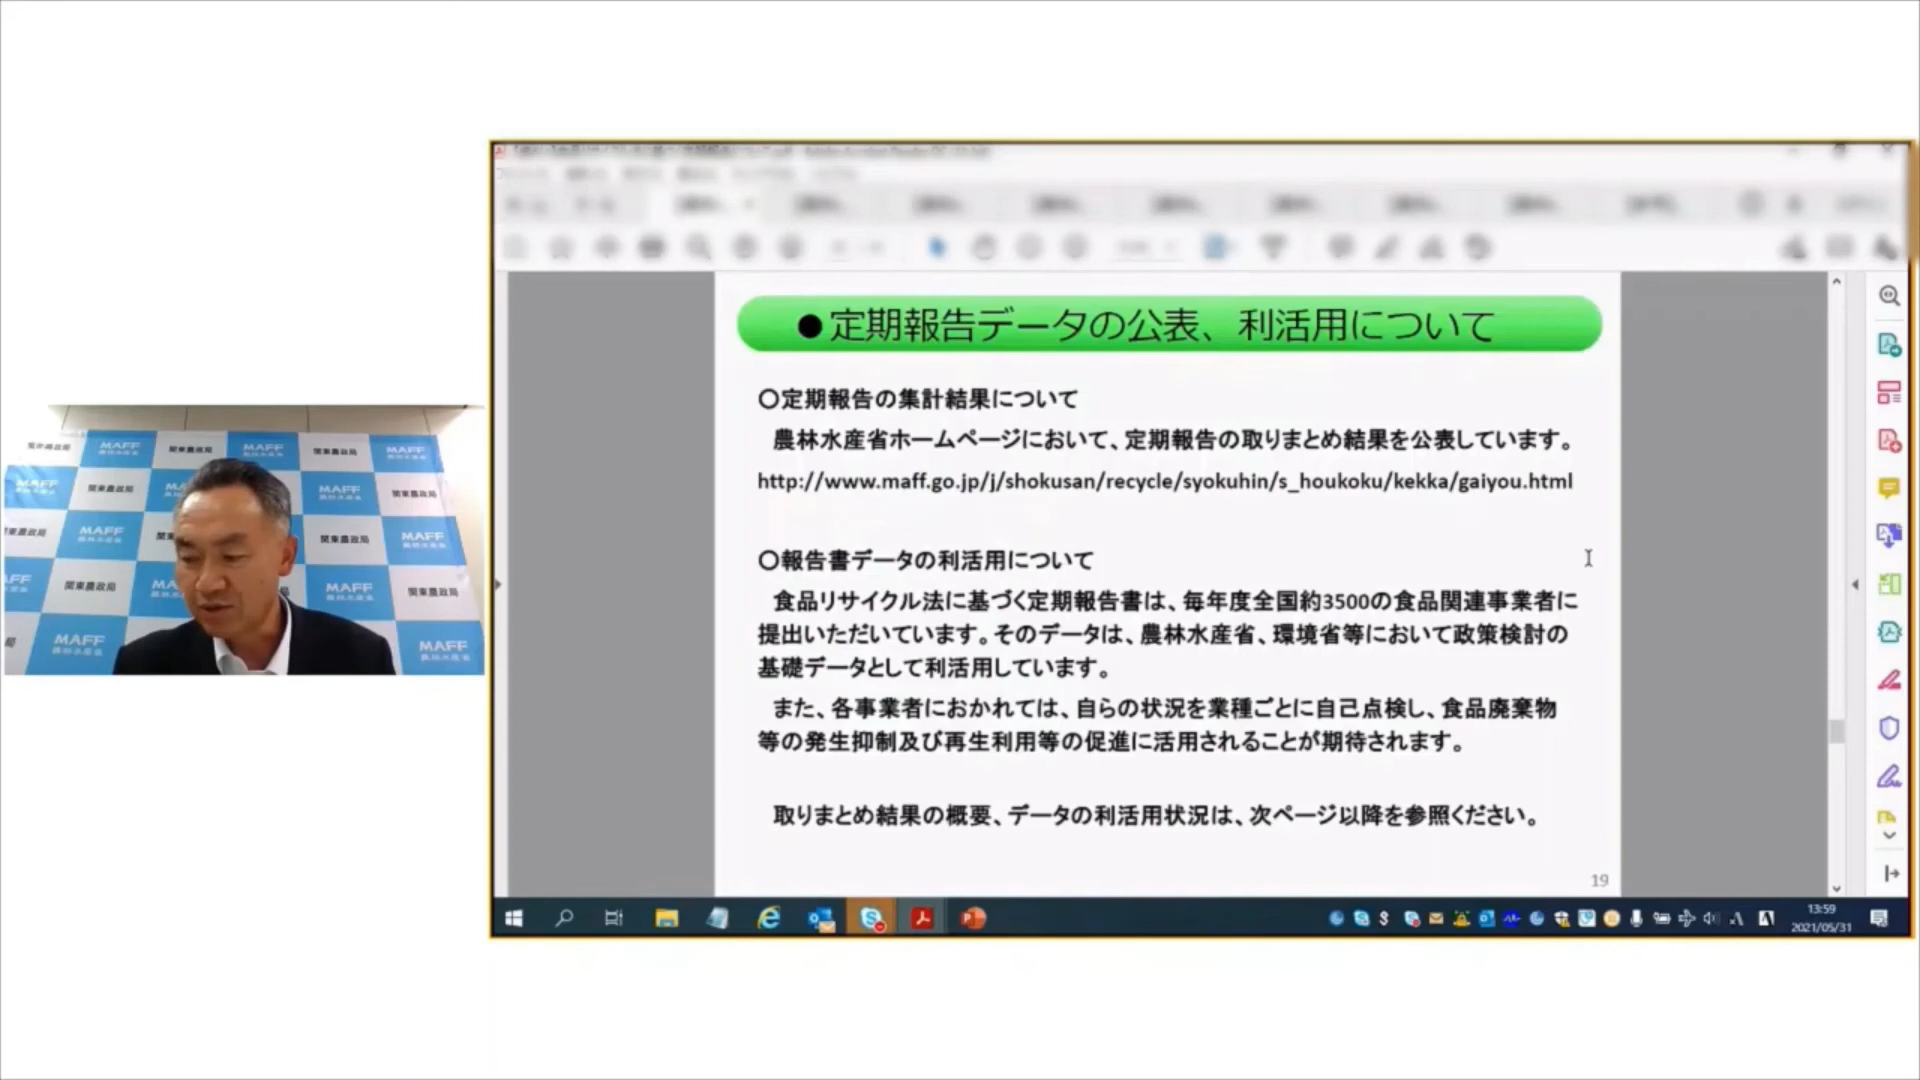 MAFF
農林水産省
関東農政局
●定期報告データの公表、利活用について
〇定期報告の集計結果について
農林水産省ホームページにおいて、定期報告の取りまとめ結果を公表しています。
http://www.maff.go.jp/j/shokusan/recycle/syokuhin/s_houkoku/kekka/gaiyou.html
〇報告書データの利活用について
食品リサイクル法に基づく定期報告書は、毎年度全国約3500の食品関連事業者に
提出いただいています。そのデータは、農林水産省、環境省等において政策検討の
基礎データとして利活用しています。
また、各事業者におかれては、自らの状況を業種ごとに自己点検し、食品廃棄物
等の発生抑制及び再生利用等の促進に活用されることが期待されます。
取りまとめ結果の概要、データの利活用状況は、次ページ以降を参照ください。
19
13:59
2021/05/31